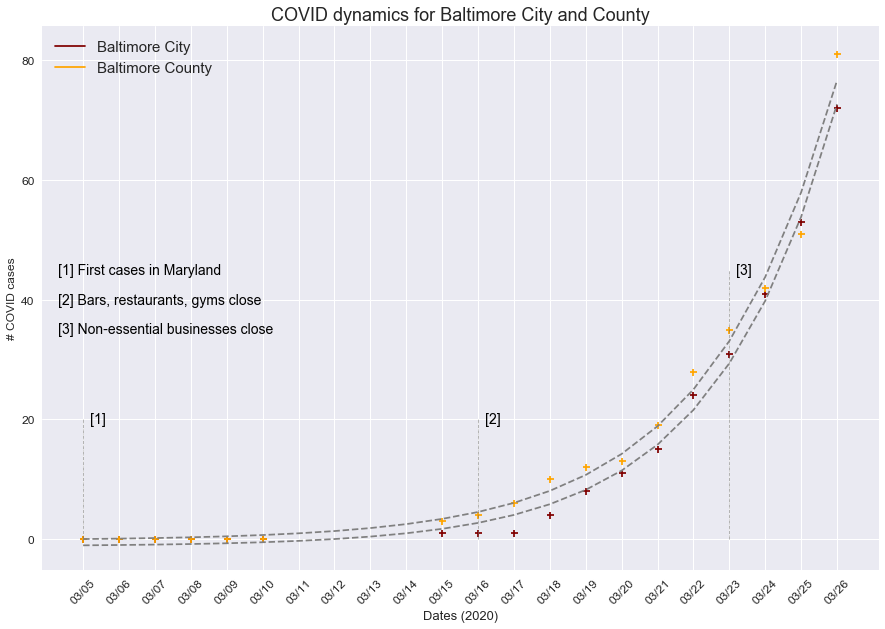 COVID dynamics for Baltimore City and County
Baltimore City
Baltimore County
80
60
[1] First cases in Maryland
[3]
[2] Bars, restaurants, gyms close
40
[3] Non-essential businesses close
# COVID cases
20
[1]
[2]
0
03/05 03/06 03/07 03/08 03/09 03/10 03/11 03/12 03/13 03/14 03/15 03/16 03/17 03/18 03/19 03/20 03/21 03/22 03/23 03/24 03/25 03/26
Dates (2020)